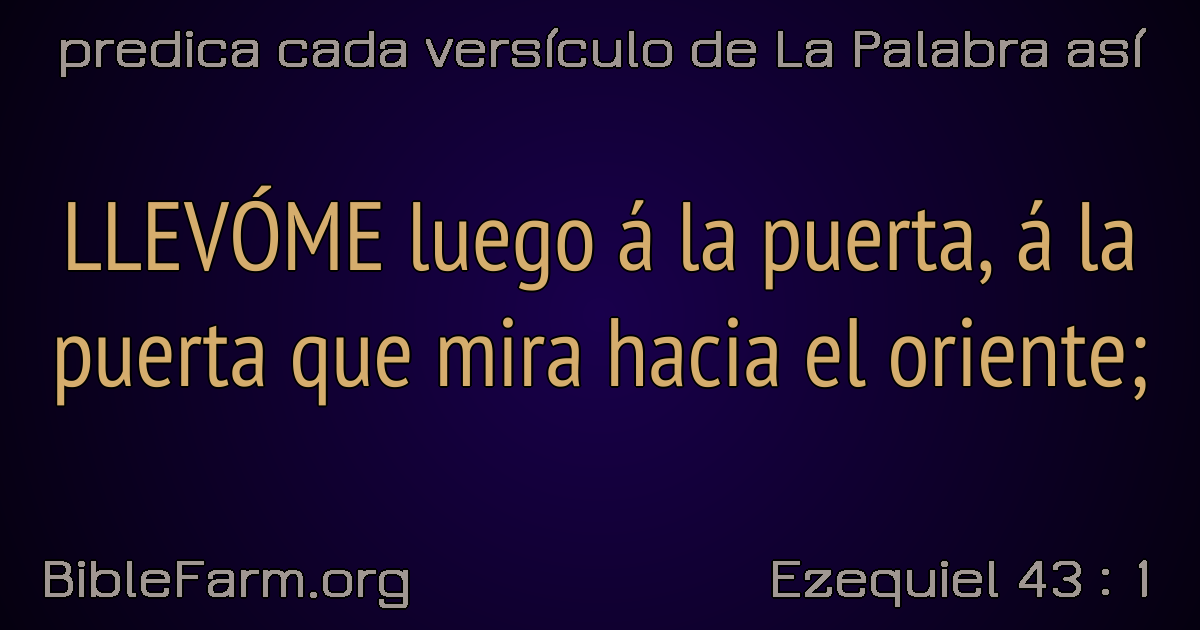 predica cada versículo de La Palabra así
LLEVÓME luego á la puerta, á la
puerta que mira hacia el oriente;
BibleFarm.org
Ezequiel 43 : 1